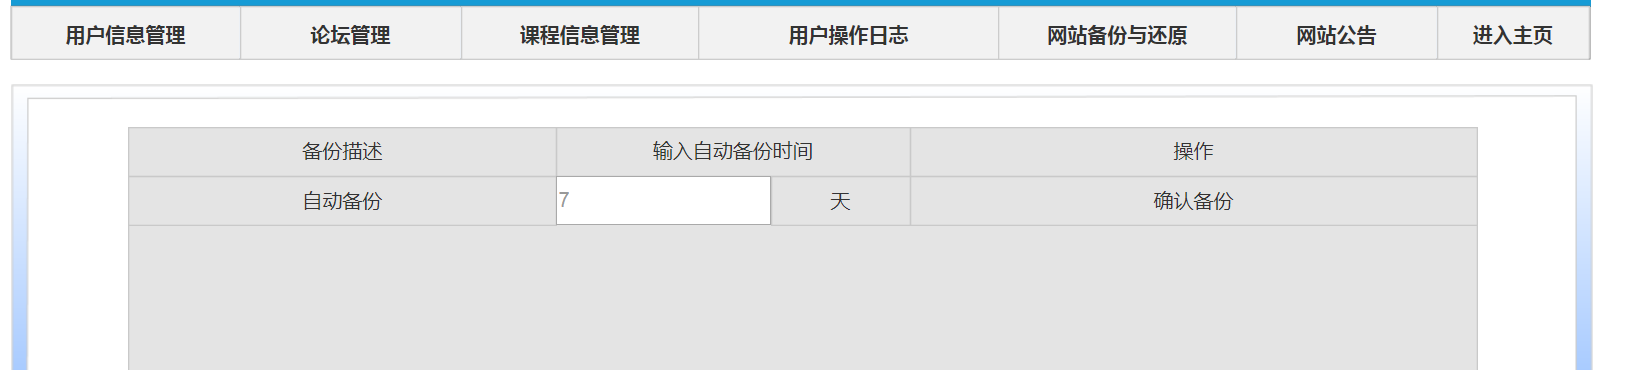 用户信息管理 论坛管理 课程信息管理 用户操作日志 网站备份与还原 网站公告 进入主页
备份描述 输入自动备份时间 操作
自动备份 7 天 确认备份